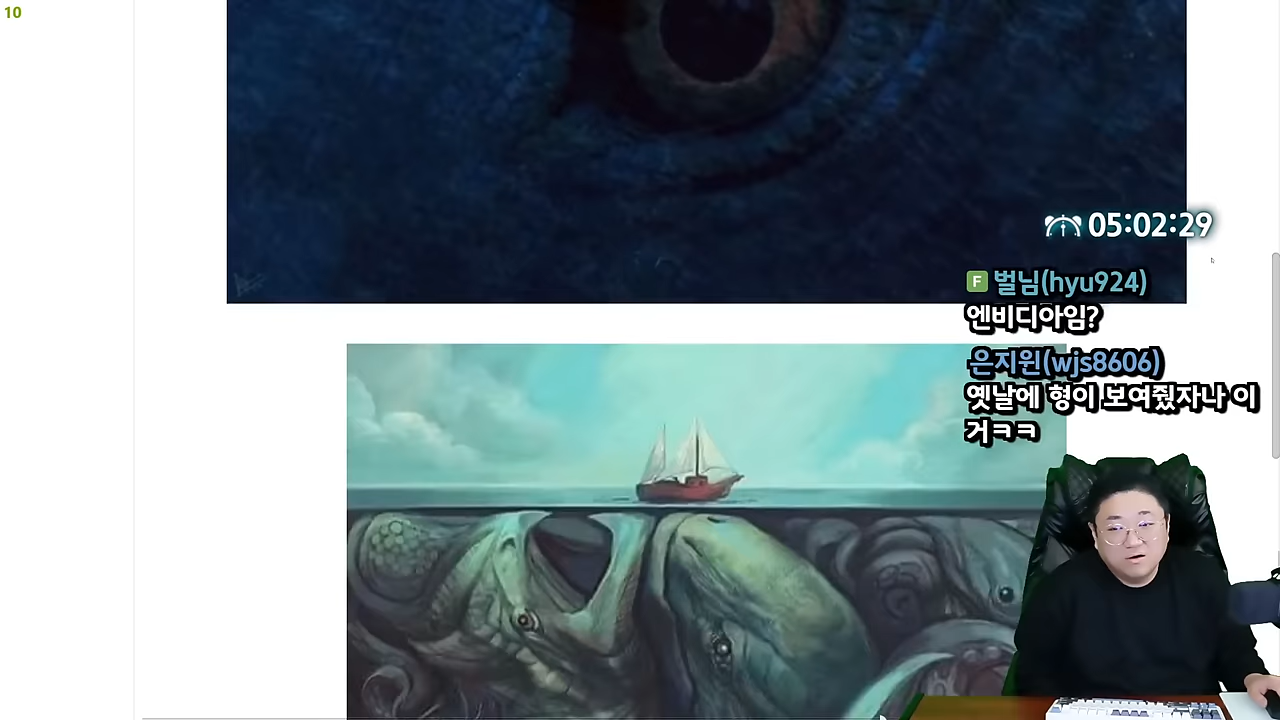 10
05:02:29
F 벌님(hyu924)
엔비디아임?
은지원(wjs8606)
옛날에 형이 보여줬자나 이
거ㅋㅋ